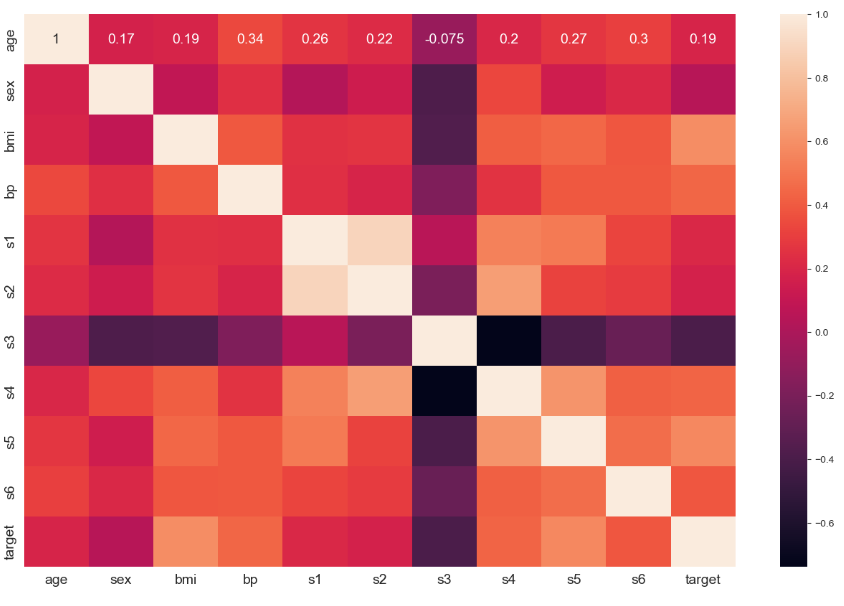 age 1 0.17 0.19 0.34 0.26 0.22 -0.075 0.2 0.27 0.3 0.19
sex
bmi
bp
s1
s2
s3
s4
s5
s6
target
age sex bmi bp s1 s2 s3 s4 s5 s6 target
1.0
0.8
0.6
0.4
0.2
0.0
−0.2
−0.4
−0.6